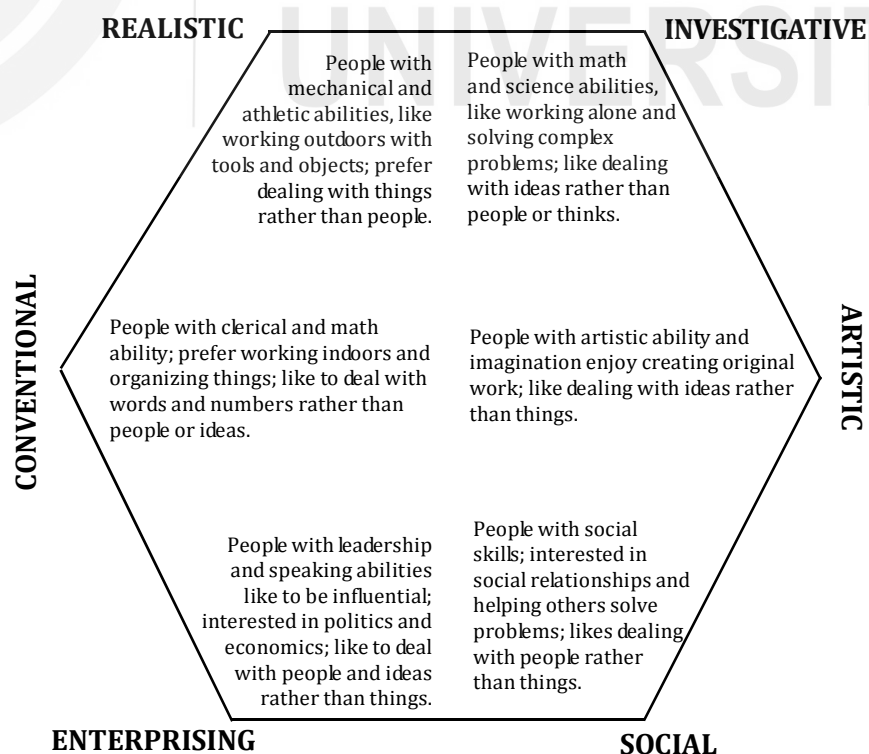 UNIVERSIT
REALISTIC
INVESTIGATIVE
People with
mechanical and
athletic abilities, like
working outdoors with
tools and objects; prefer
dealing with things
rather than people.
People with math
and science abilities,
like working alone and
solving complex
problems; like dealing
with ideas rather than
people or thinks.
CONVENTIONAL
People with clerical and math
ability; prefer working indoors and
organizing things; like to deal with
words and numbers rather than
people or ideas.
People with artistic ability and
imagination enjoy creating original
work; like dealing with ideas rather
than things.
ARTISTIC
People with leadership
and speaking abilities
like to be influential;
interested in politics and
economics; like to deal
with people and ideas
rather than things.
People with social
skills; interested in
social relationships and
helping others solve
problems; likes dealing
with people rather
than things.
ENTERPRISING
SOCIAL